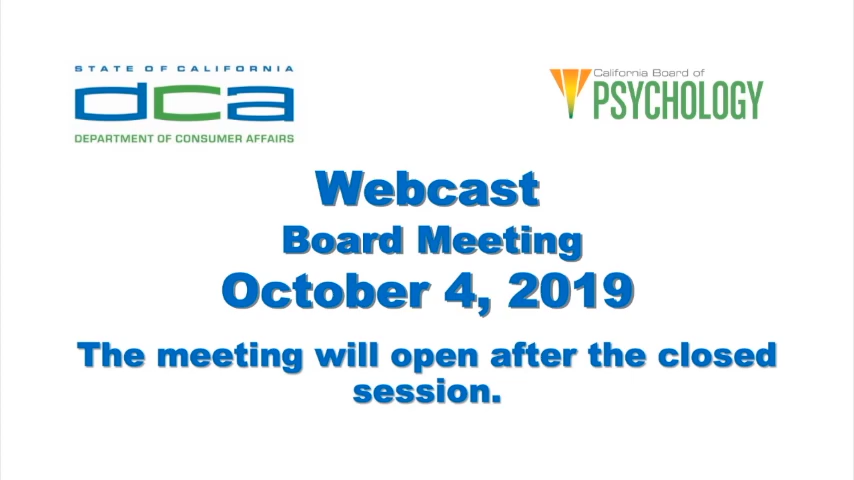 STATE OF CALIFORNIA
dca
DEPARTMENT OF CONSUMER AFFAIRS
California Board of
PSYCHOLOGY
Webcast
Board Meeting
October 4, 2019
The meeting will open after the closed
session.